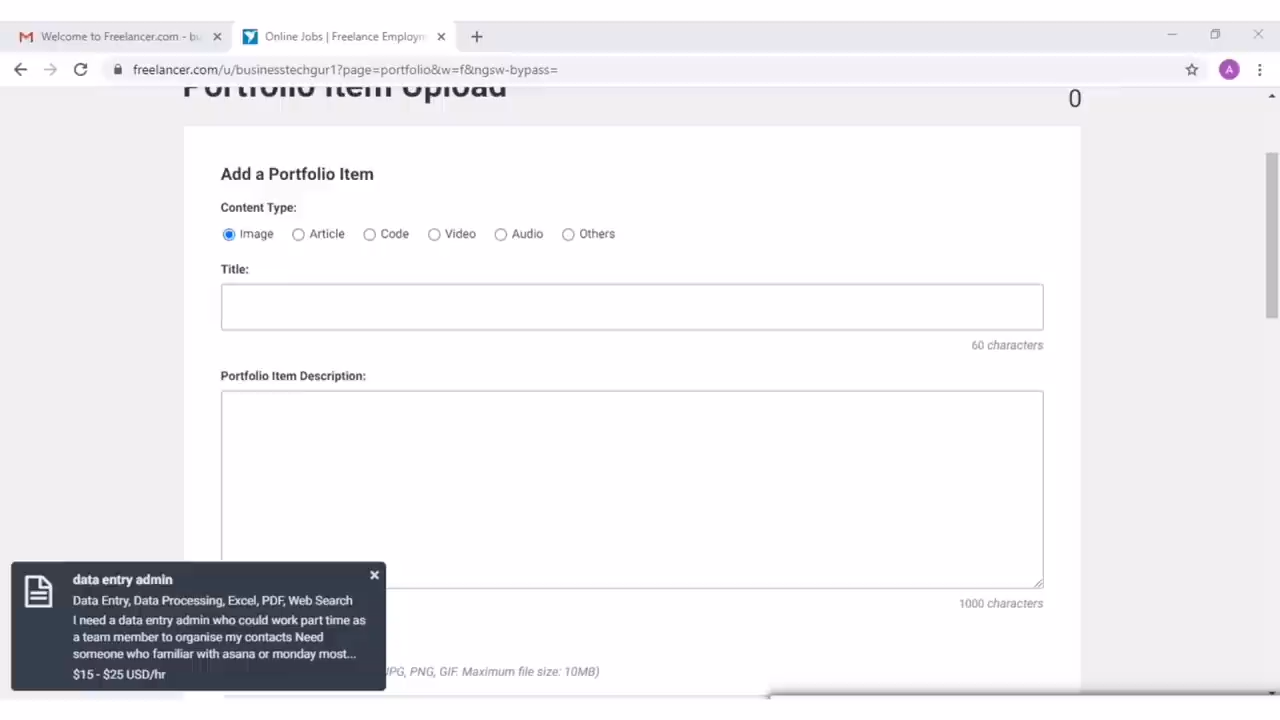 Welcome to Freelancer.com - bu
Online Jobs | Freelance Employm
freelancer.com/u/businesstechgur1?page=portfolio&w=f&ngsw-bypass=
A
Portfolio Item Upload
0
Add a Portfolio Item
Content Type:
Image Article Code Video Audio Others
Title:
60 characters
Portfolio Item Description:
1000 characters
data entry admin
Data Entry, Data Processing, Excel, PDF, Web Search
I need a data entry admin who could work part time as
a team member to organise my contacts Need
someone who familiar with asana or monday most...
$15 - $25 USD/hr
JPG, PNG, GIF. Maximum file size: 10MB)